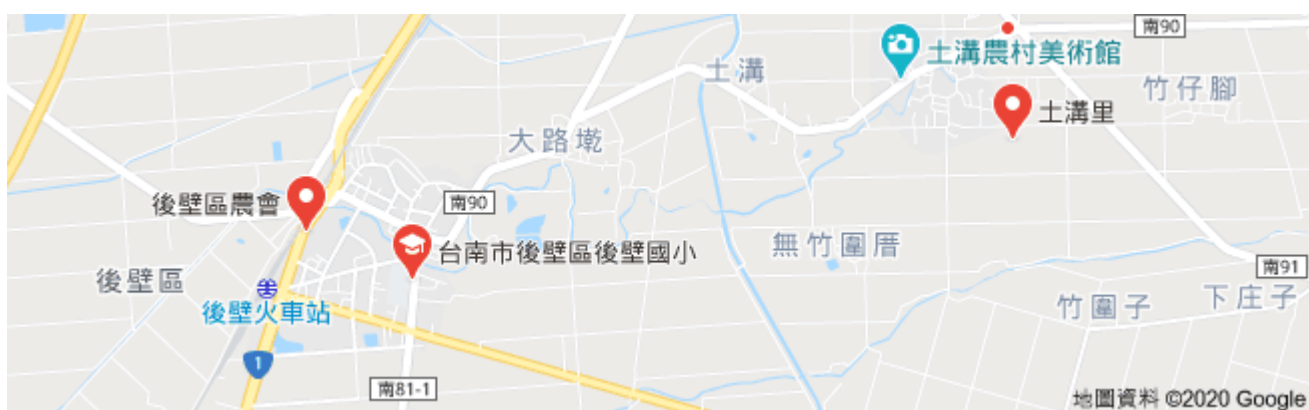 南90
土溝農村美術館
土溝
竹仔腳
土溝里
大路墘
後壁區農會
南90
台南市後壁區後壁國小
無竹圍厝
後壁區
南91
後壁火車站
竹圍子
下庄子
1
南81-1
地圖資料 ©2020 Google